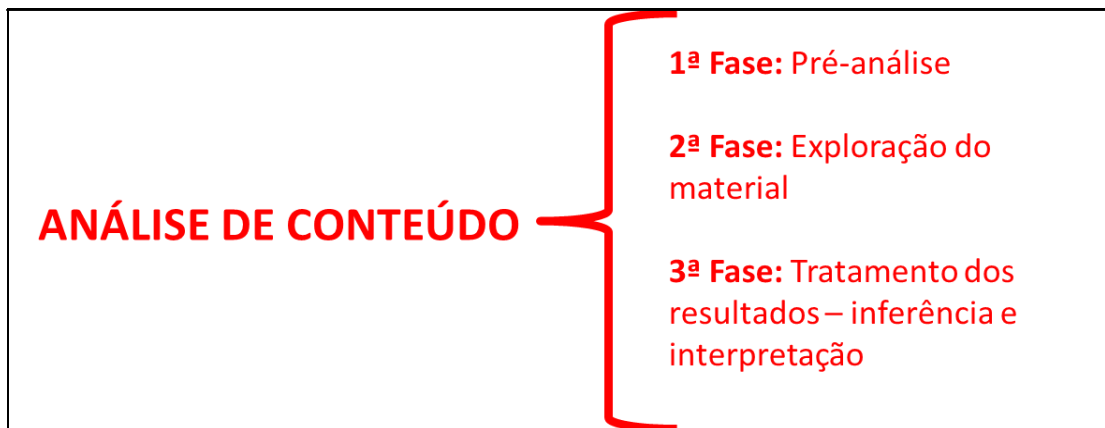 ANÁLISE DE CONTEÚDO
1ª Fase: Pré-análise
2ª Fase: Exploração do
material
3ª Fase: Tratamento dos
resultados – inferência e
interpretação